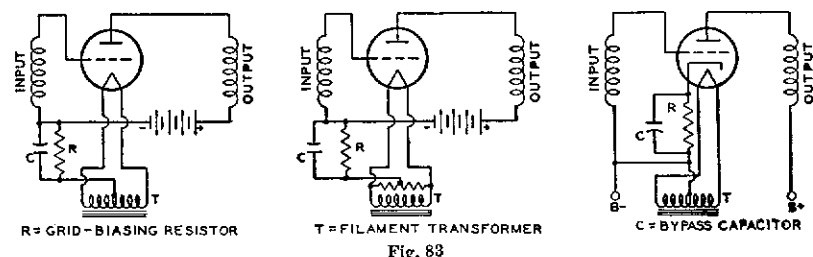 INPUT
OUTPUT
C
R
- +
T
R = GRID-BIASING RESISTOR
INPUT
OUTPUT
C
R
- +
T
T = FILAMENT TRANSFORMER
INPUT
OUTPUT
R
C
B-
T
B+
C = BYPASS CAPACITOR
Fig. 83